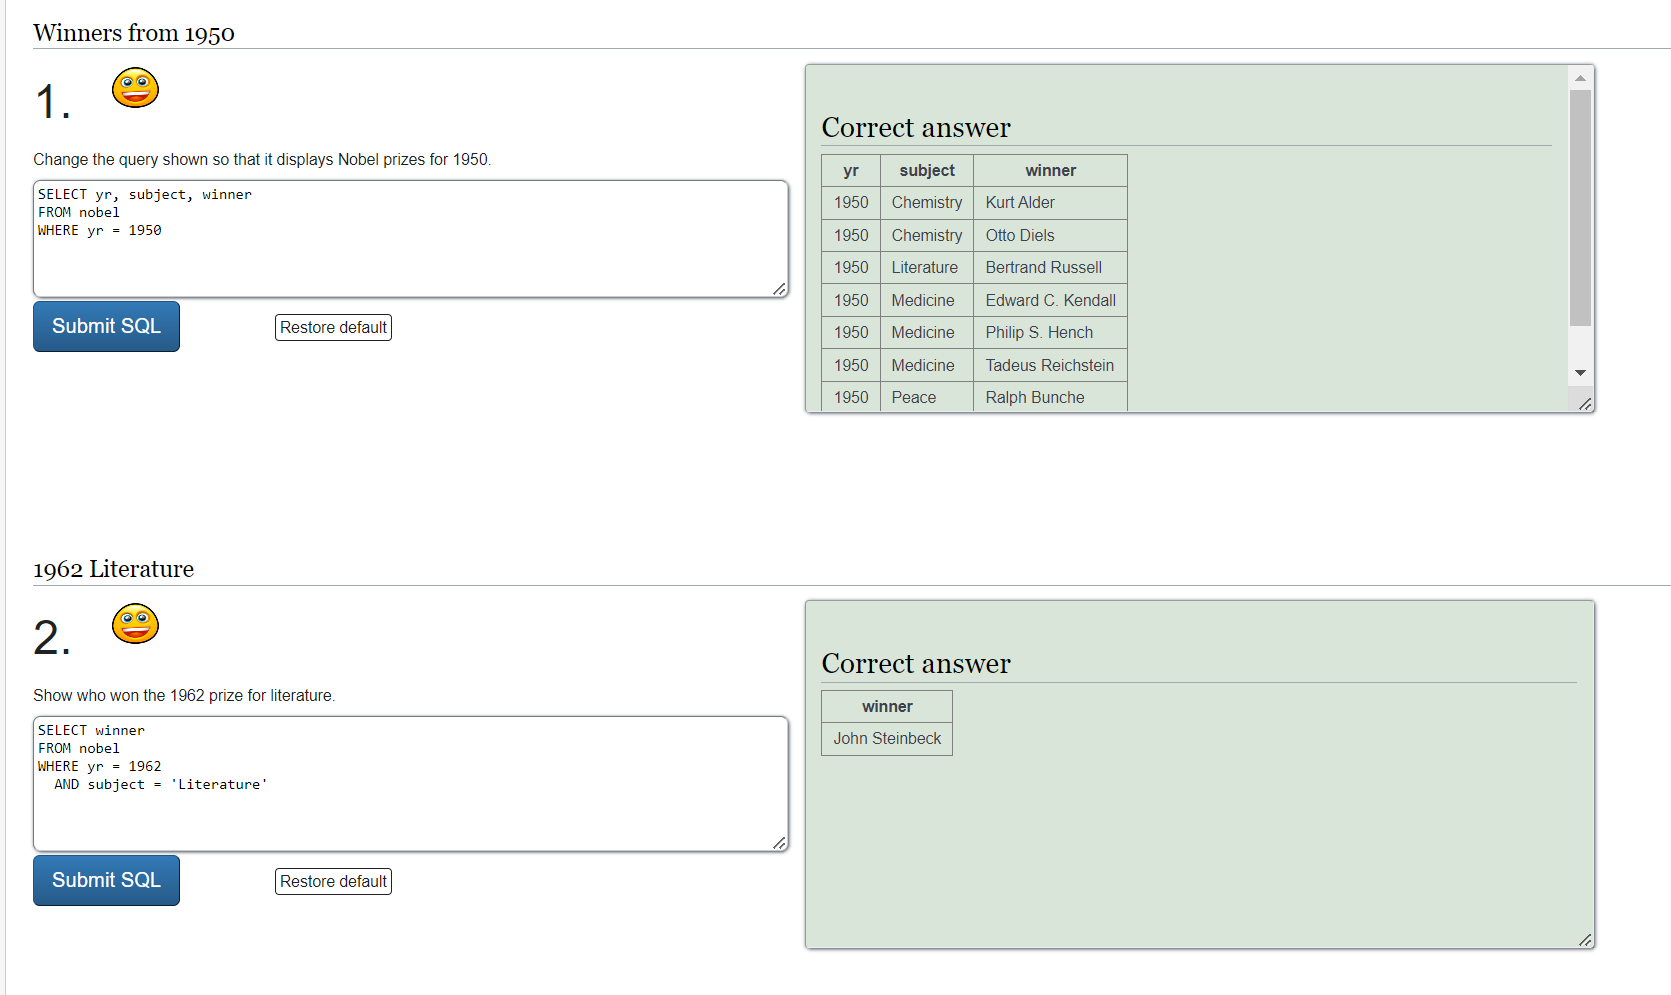 Winners from 1950
1.
Change the query shown so that it displays Nobel prizes for 1950.
SELECT yr, subject, winner
FROM nobel
WHERE yr = 1950
Submit SQL
Restore default
Correct answer
yr subject winner
1950 Chemistry Kurt Alder
1950 Chemistry Otto Diels
1950 Literature Bertrand Russell
1950 Medicine Edward C. Kendall
1950 Medicine Philip S. Hench
1950 Medicine Tadeus Reichstein
1950 Peace Ralph Bunche
1962 Literature
2.
Show who won the 1962 prize for literature.
SELECT winner
FROM nobel
WHERE yr = 1962
AND subject = 'Literature'
Submit SQL
Restore default
Correct answer
winner
John Steinbeck